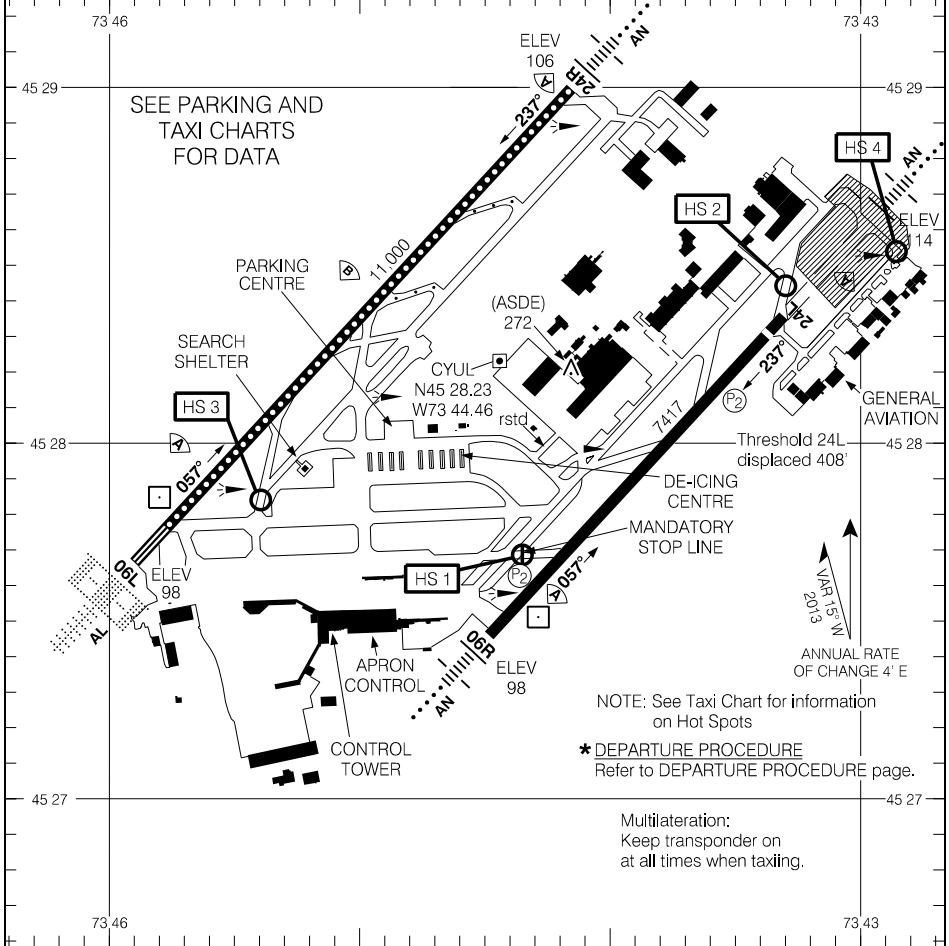 73 46
73 43
AN
ELEV
106
A
24R
45 29
45 29
SEE PARKING AND
TAXI CHARTS
FOR DATA
237°
HS 4
AN
HS 2
ELEV
114
PARKING
CENTRE
B
11,000
(ASDE)
272
A
24L
SEARCH
SHELTER
CYUL
N45 28.23
W73 44.46
237°
HS 3
rstd
P2
7417
GENERAL
AVIATION
45 28
A
45 28
Threshold 24L
displaced 408'
057°
DE-ICING
CENTRE
MANDATORY
STOP LINE
06L
ELEV
98
HS 1
P2
057°
A
VAR 15° W
2013
AL
06R
APRON
CONTROL
ELEV
98
ANNUAL RATE
OF CHANGE 4' E
AN
NOTE: See Taxi Chart for information
on Hot Spots
CONTROL
TOWER
* DEPARTURE PROCEDURE
Refer to DEPARTURE PROCEDURE page.
45 27
45 27
Multilateration:
Keep transponder on
at all times when taxiing.
73 46
73 43